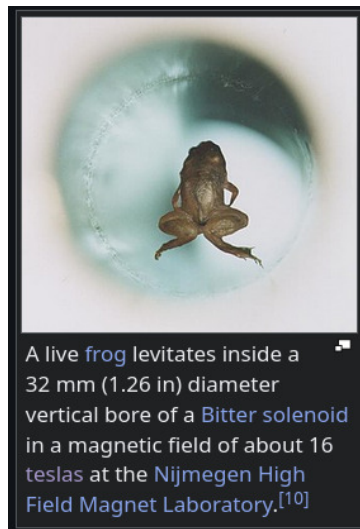 A live frog levitates inside a
32 mm (1.26 in) diameter
vertical bore of a Bitter solenoid
in a magnetic field of about 16
teslas at the Nijmegen High
Field Magnet Laboratory.[10]